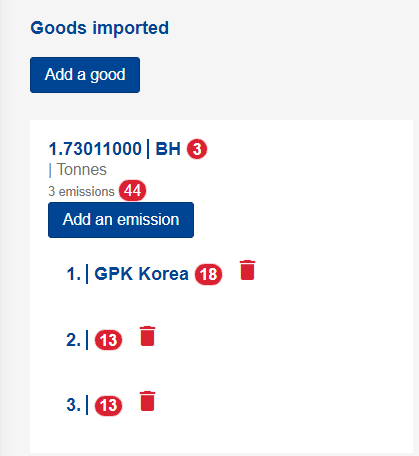 Goods imported
Add a good
1.73011000 | BH 3
| Tonnes
3 emissions 44
Add an emission
1. | GPK Korea 18
2. | 13
3. | 13